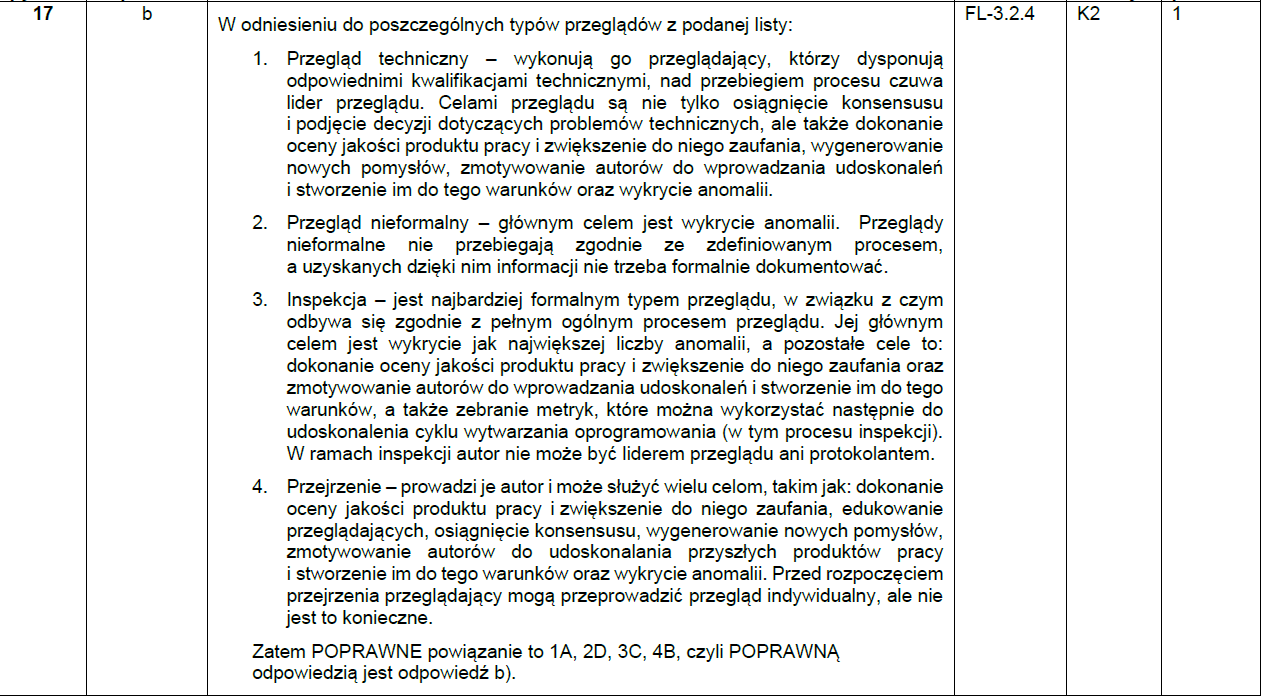 17
b
W odniesieniu do poszczególnych typów przeglądów z podanej listy:
FL-3.2.4
K2
1
1. Przegląd techniczny – wykonują go przeglądający, którzy dysponują
odpowiednimi kwalifikacjami technicznymi, nad przebiegiem procesu czuwa
lider przeglądu. Celami przeglądu są nie tylko osiągnięcie konsensusu
i podjęcie decyzji dotyczących problemów technicznych, ale także dokonanie
oceny jakości produktu pracy i zwiększenie do niego zaufania, wygenerowanie
nowych pomysłów, zmotywowanie autorów do wprowadzania udoskonaleń
i stworzenie im do tego warunków oraz wykrycie anomalii.
2. Przegląd nieformalny – głównym celem jest wykrycie anomalii. Przeglądy
nieformalne nie przebiegają zgodnie ze zdefiniowanym procesem,
a uzyskanych dzięki nim informacji nie trzeba formalnie dokumentować.
3. Inspekcja – jest najbardziej formalnym typem przeglądu, w związku z czym
odbywa się zgodnie z pełnym ogólnym procesem przeglądu. Jej głównym
celem jest wykrycie jak największej liczby anomalii, a pozostałe cele to:
dokonanie oceny jakości produktu pracy i zwiększenie do niego zaufania oraz
zmotywowanie autorów do wprowadzania udoskonaleń i stworzenie im do tego
warunków, a także zebranie metryk, które można wykorzystać następnie do
udoskonalenia cyklu wytwarzania oprogramowania (w tym procesu inspekcji).
W ramach inspekcji autor nie może być liderem przeglądu ani protokolantem.
4. Przejrzenie – prowadzi je autor i może służyć wielu celom, takim jak: dokonanie
oceny jakości produktu pracy i zwiększenie do niego zaufania, edukowanie
przeglądających, osiągnięcie konsensusu, wygenerowanie nowych pomysłów,
zmotywowanie autorów do udoskonalania przyszłych produktów pracy
i stworzenie im do tego warunków oraz wykrycie anomalii. Przed rozpoczęciem
przejrzenia przeglądający mogą przeprowadzić przegląd indywidualny, ale nie
jest to konieczne.
Zatem POPRAWNE powiązanie to 1A, 2D, 3C, 4B, czyli POPRAWNĄ
odpowiedzią jest odpowiedź b).